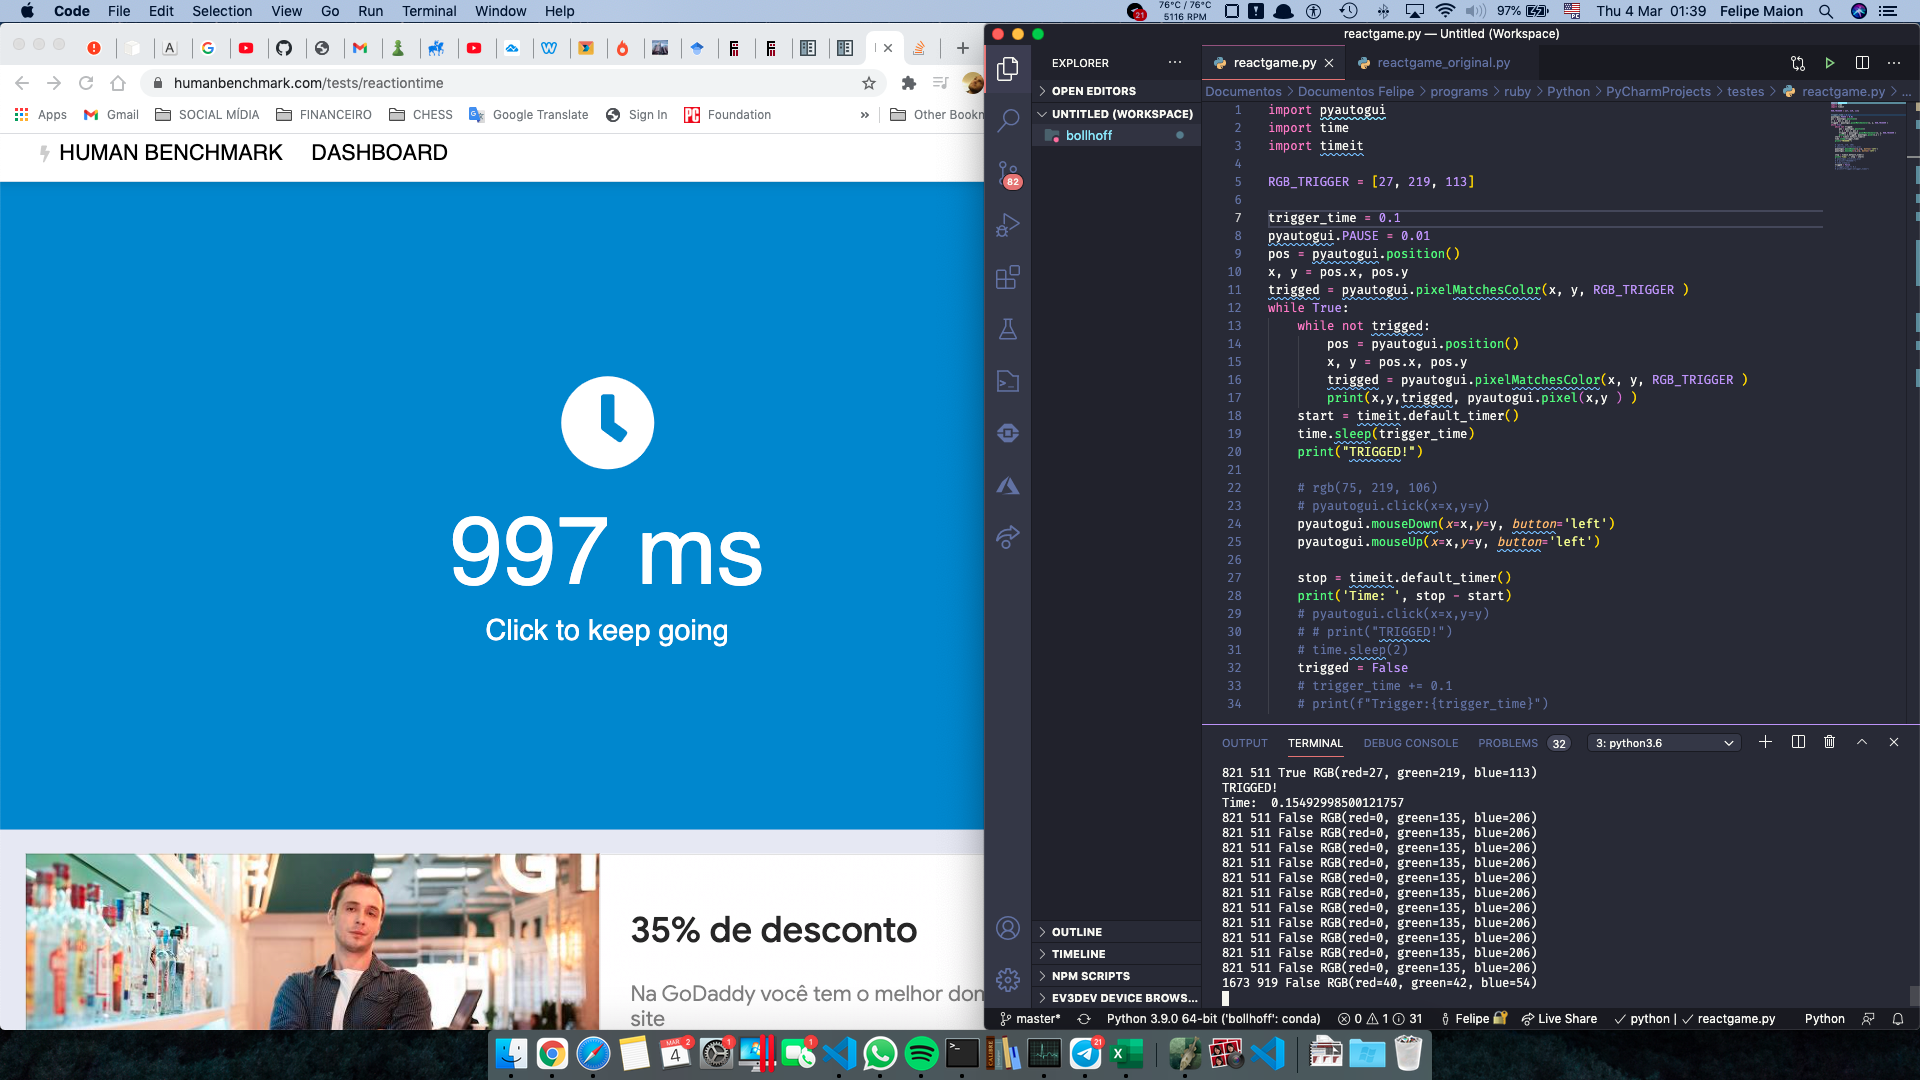 Code File Edit Selection View Go Run Terminal Window Help
21
76°C / 76°C
5116 RPM
97%
Thu 4 Mar 01:39 Felipe Maion
humanbenchmark.com/tests/reactiontime
Apps Gmail SOCIAL MÍDIA FINANCEIRO CHESS Google Translate Sign In Foundation » Other Bookn
HUMAN BENCHMARK DASHBOARD
997 ms
Click to keep going
35% de desconto
Na GoDaddy você tem o melhor don
site
reactgame.py — Untitled (Workspace)
EXPLORER
OPEN EDITORS
UNTITLED (WORKSPACE)
bollhoff
82
OUTLINE
TIMELINE
NPM SCRIPTS
EV3DEV DEVICE BROWS...
reactgame.py reactgame_original.py
Documentos > Documentos Felipe > programs > ruby > Python > PyCharmProjects > testes > reactgame.py > ...
1 import pyautogui
2 import time
3 import timeit
4
5 RGB_TRIGGER = [27, 219, 113]
6
7 trigger_time = 0.1
8 pyautogui.PAUSE = 0.01
9 pos = pyautogui.position()
10 x, y = pos.x, pos.y
11 trigged = pyautogui.pixelMatchesColor(x, y, RGB_TRIGGER )
12 while True:
13 while not trigged:
14 pos = pyautogui.position()
15 x, y = pos.x, pos.y
16 trigged = pyautogui.pixelMatchesColor(x, y, RGB_TRIGGER )
17 print(x,y,trigged, pyautogui.pixel(x,y ) )
18 start = timeit.default_timer()
19 time.sleep(trigger_time)
20 print("TRIGGED!")
21
22 # rgb(75, 219, 106)
23 # pyautogui.click(x=x,y=y)
24 pyautogui.mouseDown(x=x,y=y, button='left')
25 pyautogui.mouseUp(x=x,y=y, button='left')
26
27 stop = timeit.default_timer()
28 print('Time: ', stop - start)
29 # pyautogui.click(x=x,y=y)
30 # # print("TRIGGED!")
31 # time.sleep(2)
32 trigged = False
33 # trigger_time += 0.1
34 # print(f"Trigger:{trigger_time}")
OUTPUT TERMINAL DEBUG CONSOLE PROBLEMS 32 3: python3.6
821 511 True RGB(red=27, green=219, blue=113)
TRIGGED!
Time:  0.15492998500121757
821 511 False RGB(red=0, green=135, blue=206)
821 511 False RGB(red=0, green=135, blue=206)
821 511 False RGB(red=0, green=135, blue=206)
821 511 False RGB(red=0, green=135, blue=206)
821 511 False RGB(red=0, green=135, blue=206)
821 511 False RGB(red=0, green=135, blue=206)
821 511 False RGB(red=0, green=135, blue=206)
821 511 False RGB(red=0, green=135, blue=206)
821 511 False RGB(red=0, green=135, blue=206)
821 511 False RGB(red=0, green=135, blue=206)
821 511 False RGB(red=0, green=135, blue=206)
1673 919 False RGB(red=40, green=42, blue=54)
master* Python 3.9.0 64-bit ('bollhoff': conda) 0 1 31 Felipe Live Share python | reactgame.py Python
MAR 2
4
1
1
21